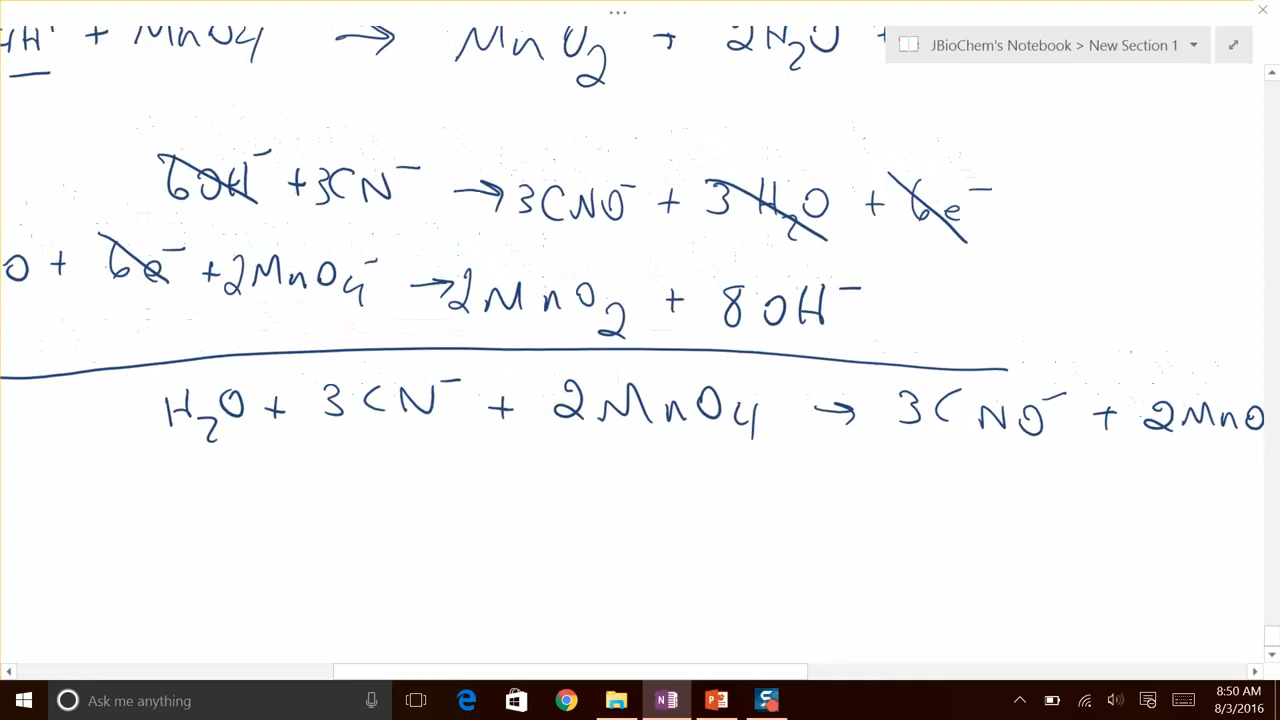 4H⁺ + MnO4 → MnO₂ + 2H₂O +
JBioChem's Notebook > New Section 1
6OH⁻ + 3CN⁻ → 3CNO⁻ + 3H₂O + 6e⁻
O + 6e⁻ + 2MnO₄⁻ → 2MnO₂ + 8OH⁻
H₂O + 3CN⁻ + 2MnO₄ → 3CNO⁻ + 2MnO
Ask me anything
8:50 AM
8/3/2016